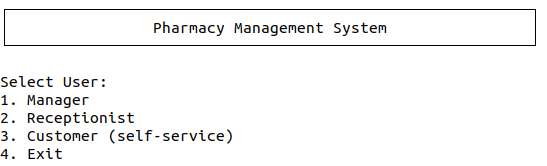 Pharmacy Management System
Select User:
1. Manager
2. Receptionist
3. Customer (self-service)
4. Exit